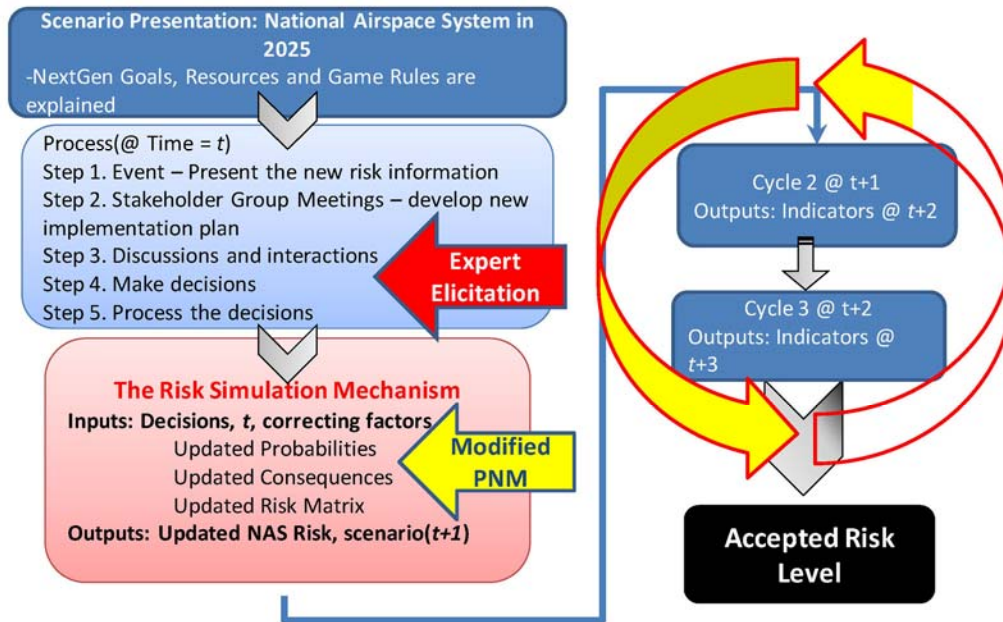 Scenario Presentation: National Airspace System in
2025
-NextGen Goals, Resources and Game Rules are
explained
Process(@ Time = t)
Step 1. Event – Present the new risk information
Step 2. Stakeholder Group Meetings – develop new
implementation plan
Step 3. Discussions and interactions
Step 4. Make decisions
Step 5. Process the decisions
Expert
Elicitation
The Risk Simulation Mechanism
Inputs: Decisions, t, correcting factors
Updated Probabilities
Updated Consequences
Updated Risk Matrix
Outputs: Updated NAS Risk, scenario(t+1)
Modified
PNM
Cycle 2 @ t+1
Outputs: Indicators @ t+2
Cycle 3 @ t+2
Outputs: Indicators @
t+3
Accepted Risk
Level